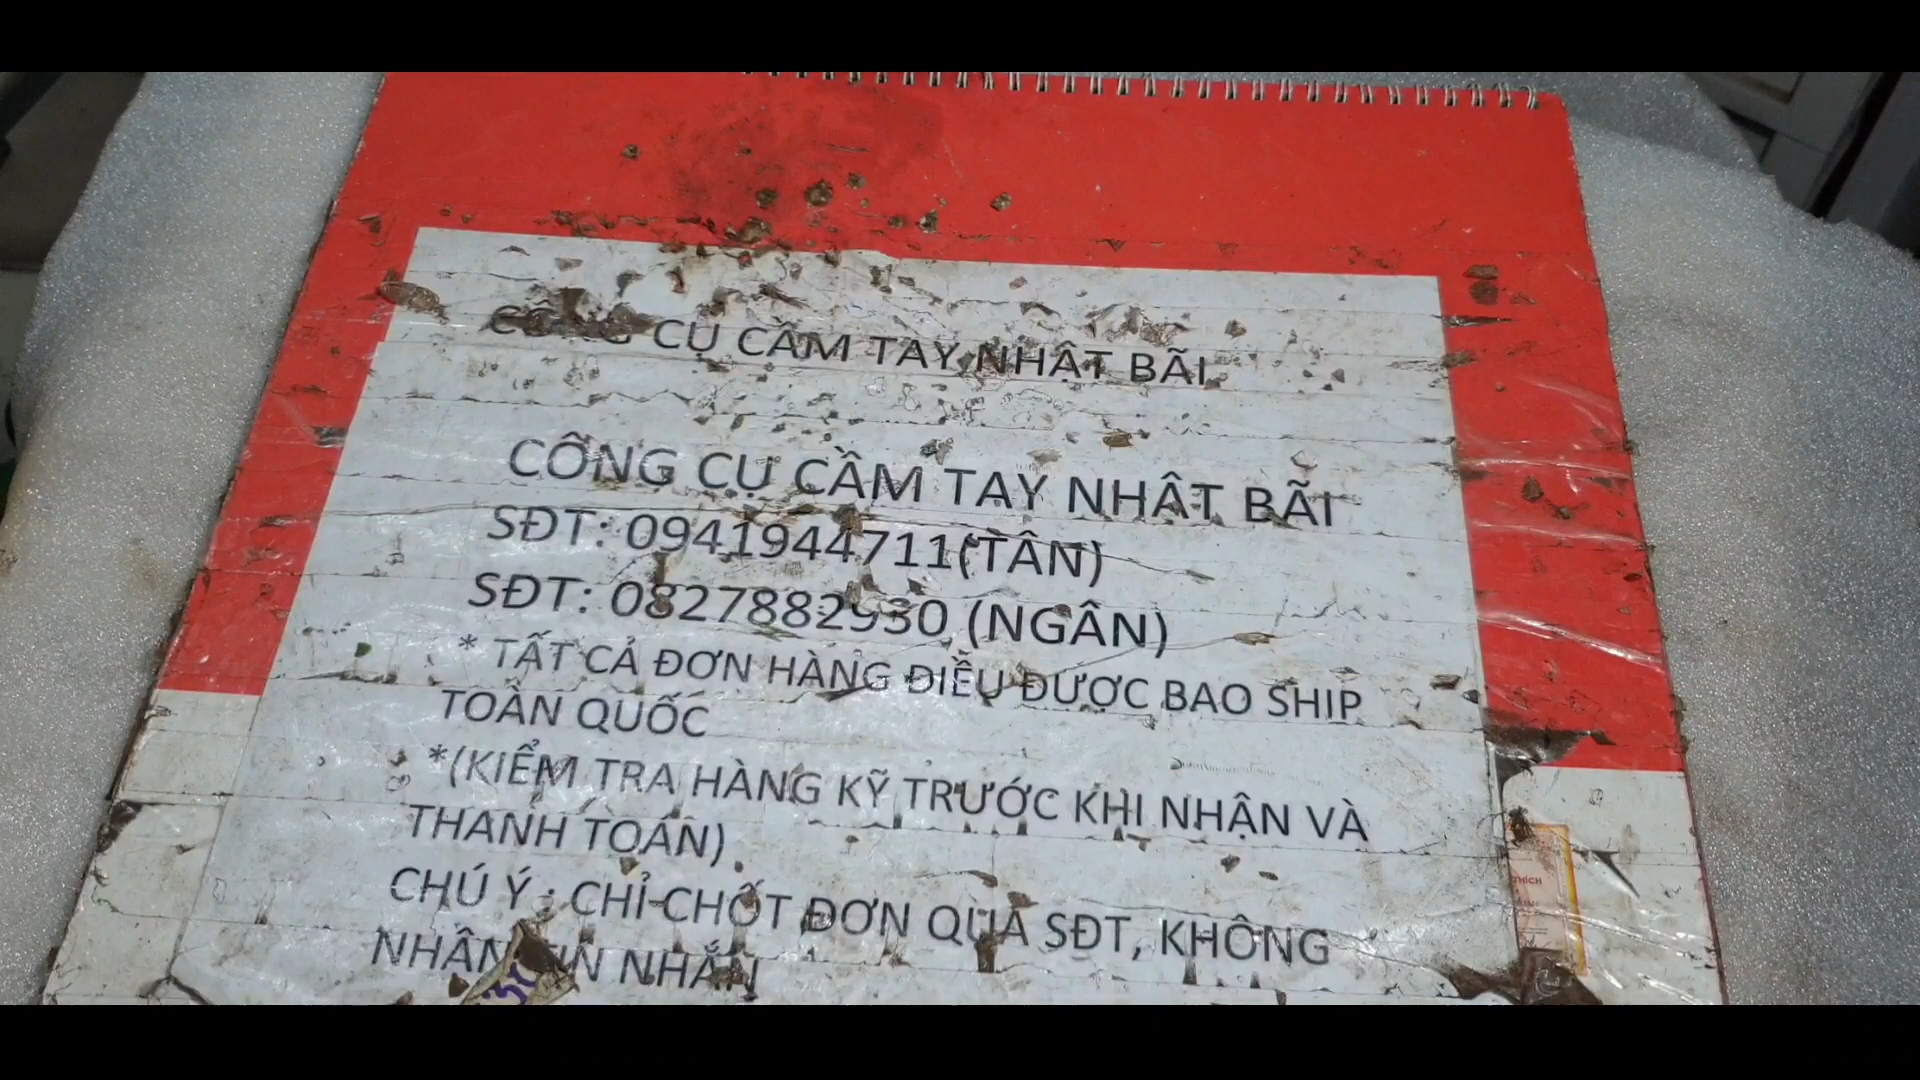 CÔNG CỤ CẦM TAY NHẬT BÃI
CÔNG CỤ CẦM TAY NHẬT BÃI
SĐT: 0941944711(TÂN)
SĐT: 0827882930 (NGÂN)
* TẤT CẢ ĐƠN HÀNG ĐIỀU ĐƯỢC BAO SHIP
TOÀN QUỐC
*(KIỂM TRA HÀNG KỸ TRƯỚC KHI NHẬN VÀ
THANH TOÁN)
CHÚ Ý : CHỈ CHỐT ĐƠN QUA SĐT, KHÔNG
NHẬN TIN NHẮN